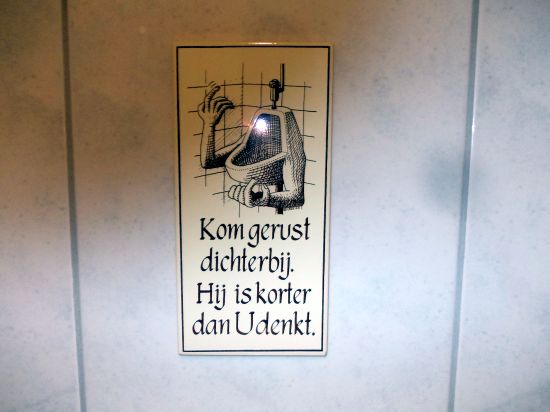 Kom gerust
dichterbij.
Hij is korter
dan U denkt.